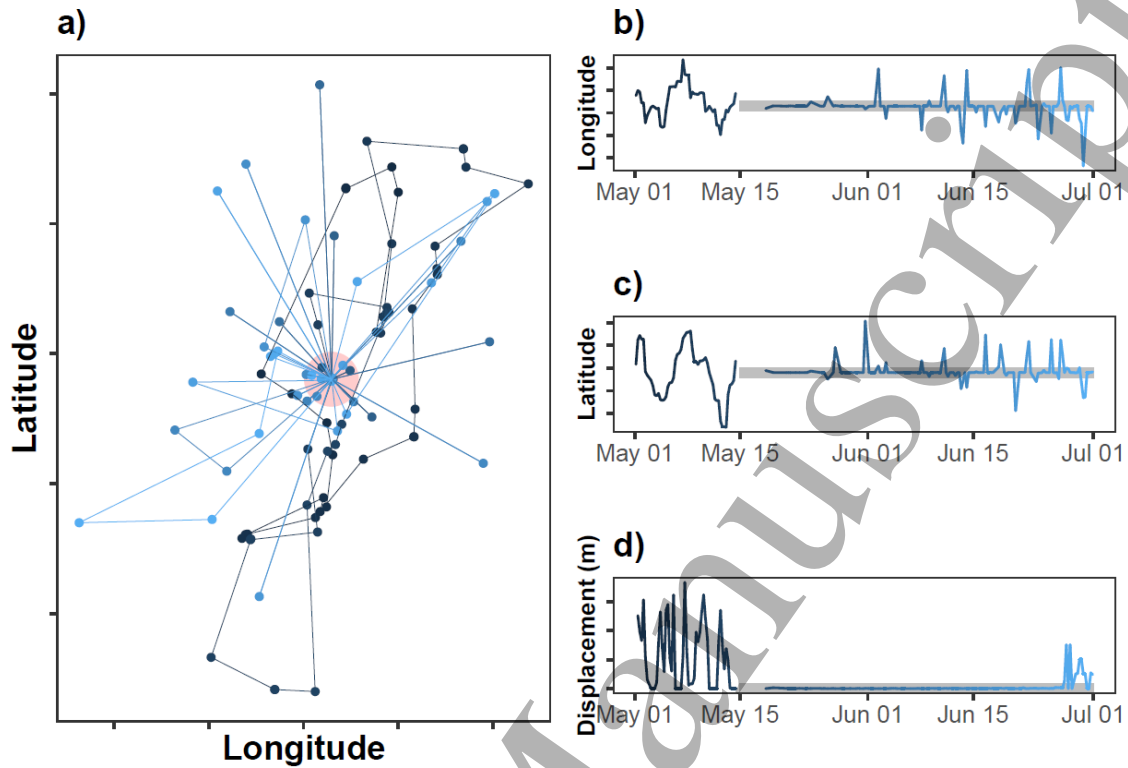 a)
Latitude
Longitude
b)
Longitude
May 01 May 15 Jun 01 Jun 15 Jul 01
c)
Latitude
May 01 May 15 Jun 01 Jun 15 Jul 01
d)
Displacement (m)
May 01 May 15 Jun 01 Jun 15 Jul 01
Manuscrip